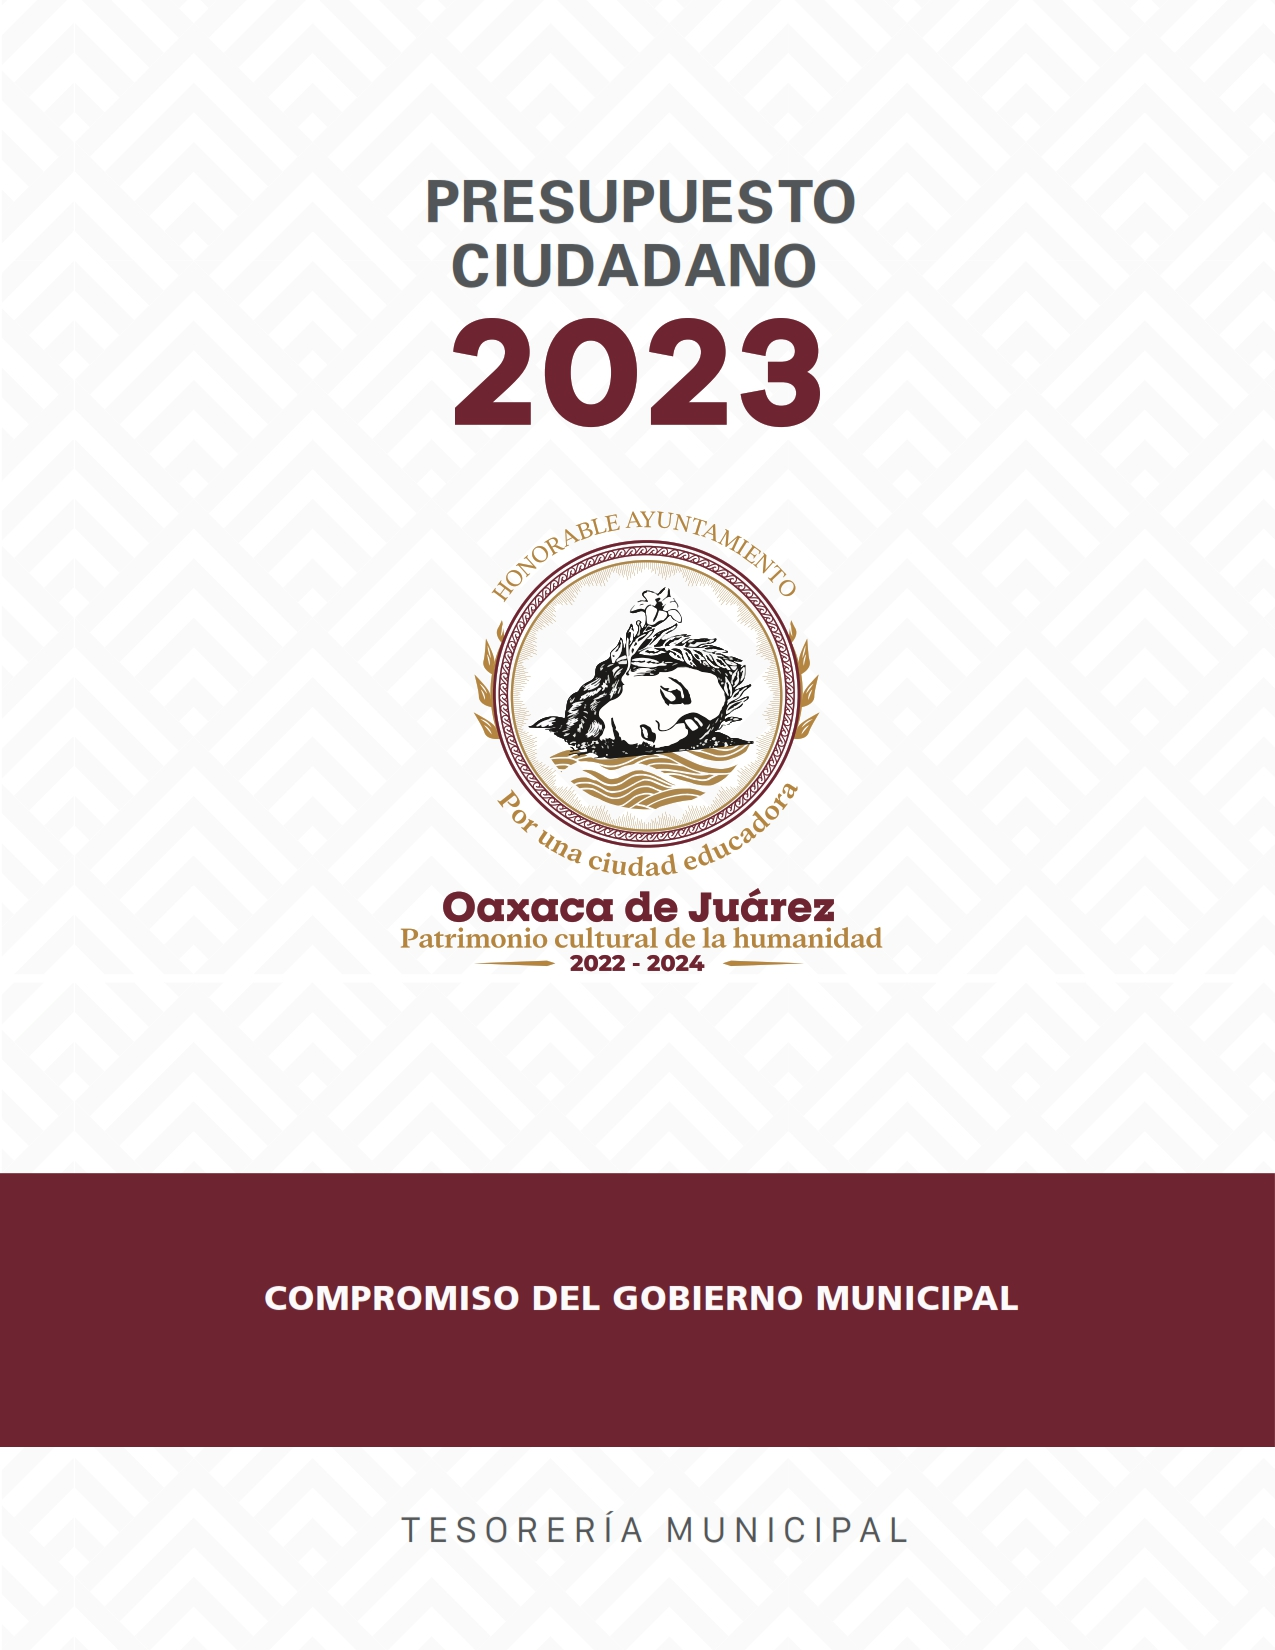 PRESUPUESTO
CIUDADANO
2023
HONORABLE AYUNTAMIENTO
Por una ciudad educadora
Oaxaca de Juárez
Patrimonio cultural de la humanidad
2022 - 2024
COMPROMISO DEL GOBIERNO MUNICIPAL
TESORERÍA MUNICIPAL